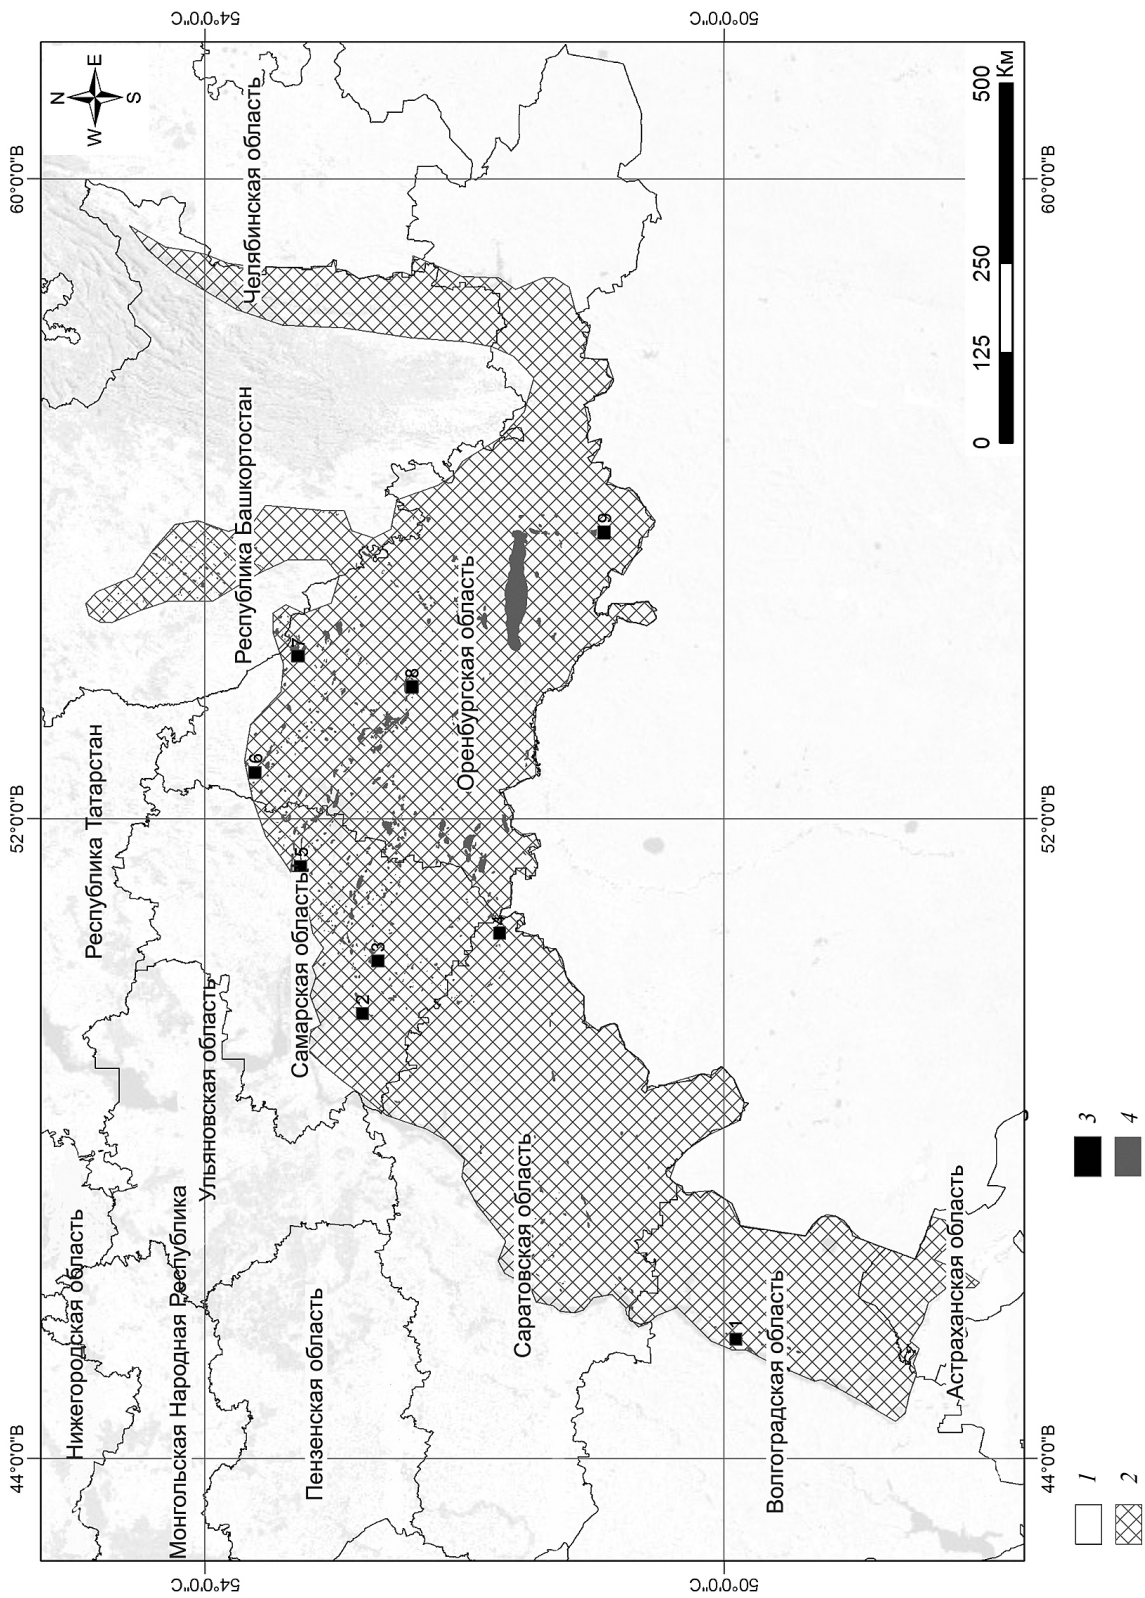 54°0'0"С
50°0'0"С
N
W
E
S
60°0'0"В
60°0'0"В
Челябинская область
0
125
250
500
Км
Республика Башкортостан
Оренбургская область
9
7
8
6
Республика Татарстан
52°0'0"В
52°0'0"В
5
Самарская область
4
3
2
Ульяновская область
Саратовская область
Нижегородская область
Монгольская Народная Республика
Пензенская область
1
Волгоградская область
Астраханская область
44°0'0"В
44°0'0"В
54°0'0"С
50°0'0"С
1
2
3
4